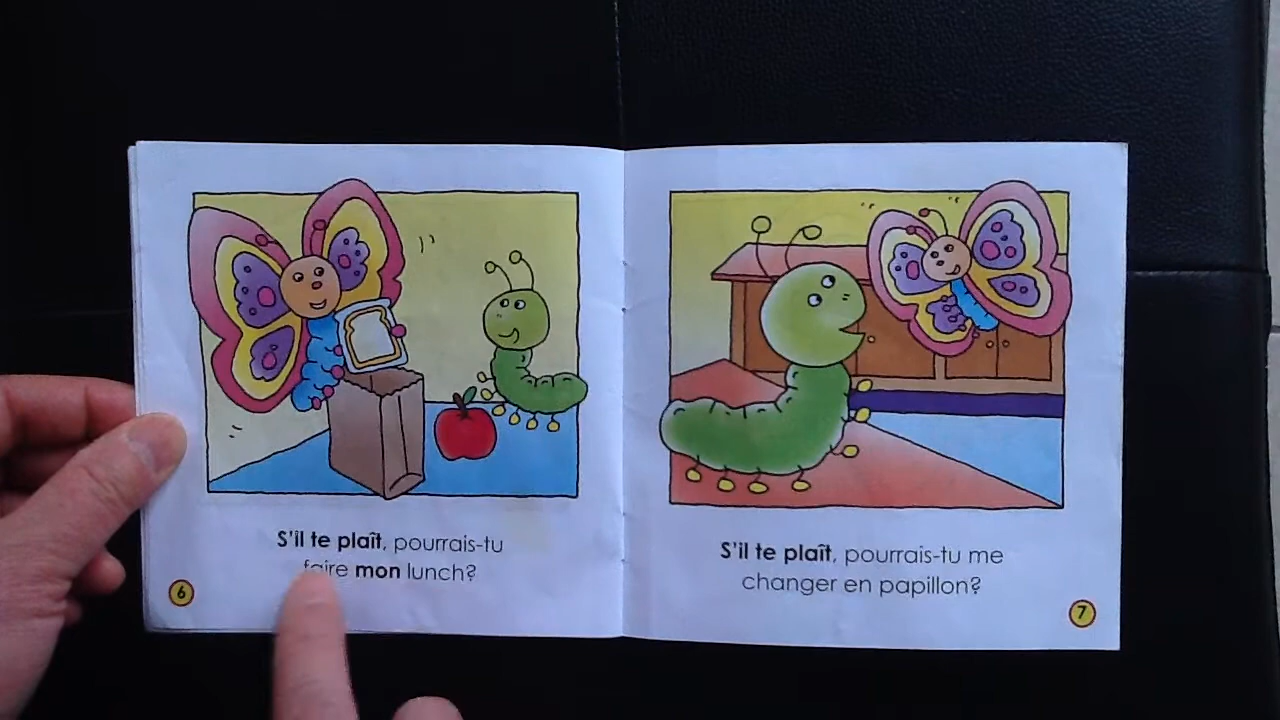 S'il te plaît, pourrais-tu
faire mon lunch?
6
S'il te plaît, pourrais-tu me
changer en papillon?
7